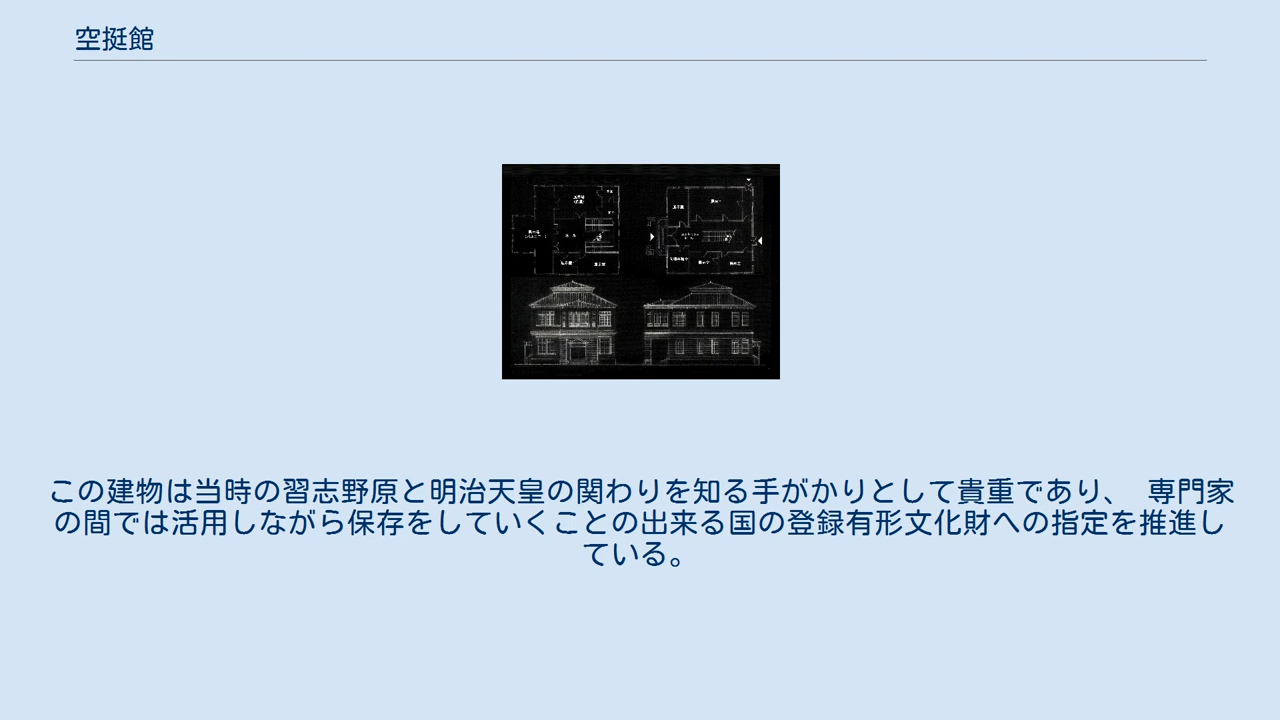 空挺館
この建物は当時の習志野原と明治天皇の関わりを知る手がかりとして貴重であり、　専門家
の間では活用しながら保存をしていくことの出来る国の登録有形文化財への指定を推進し
ている。